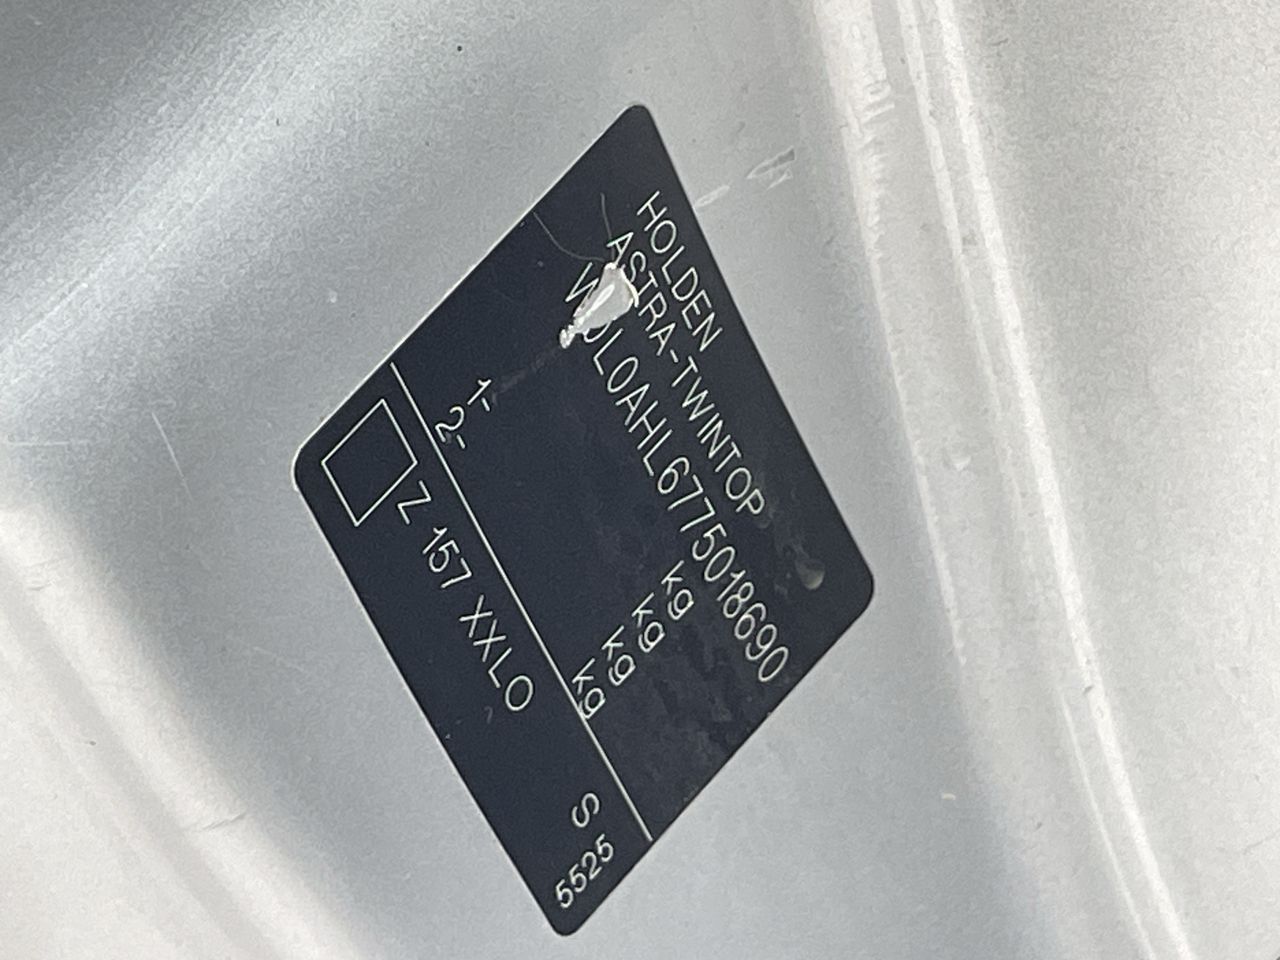 HOLDEN
ASTRA-TWINTOP
W0L0AHL6775018690
kg
kg
1- kg
2- kg
Z 157 XXLO S
5525